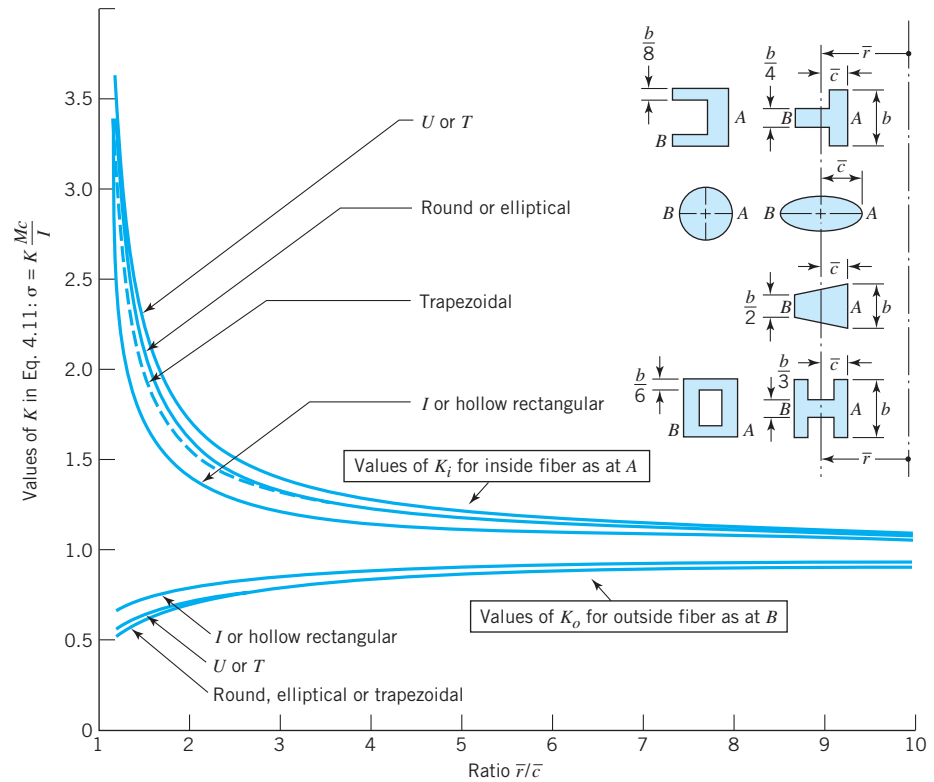 Values of K in Eq. 4.11: σ = K Mc/I
3.5
3.0
2.5
2.0
1.5
1.0
0.5
0
1 2 3 4 5 6 7 8 9 10
Ratio r̅/c̅
U or T
Round or elliptical
Trapezoidal
I or hollow rectangular
Values of Kᵢ for inside fiber as at A
Values of Kₒ for outside fiber as at B
I or hollow rectangular
U or T
Round, elliptical or trapezoidal
b/8
A
B
b/4
r̅
c̅
B
A
b
B
A
c̅
B
A
c̅
b/2
B
A
b
b/6
B
A
b/3
c̅
B
A
b
r̅